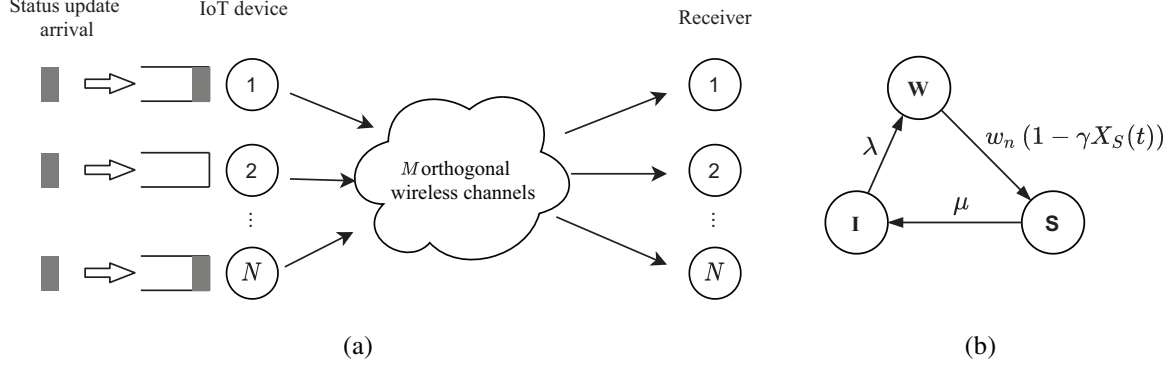 Status update
arrival
IoT device
Receiver
1
1
2
M orthogonal
wireless channels
2
⋮
⋮
N
N
W
λ
w_n (1 − γX_S(t))
I
μ
S
(a)
(b)